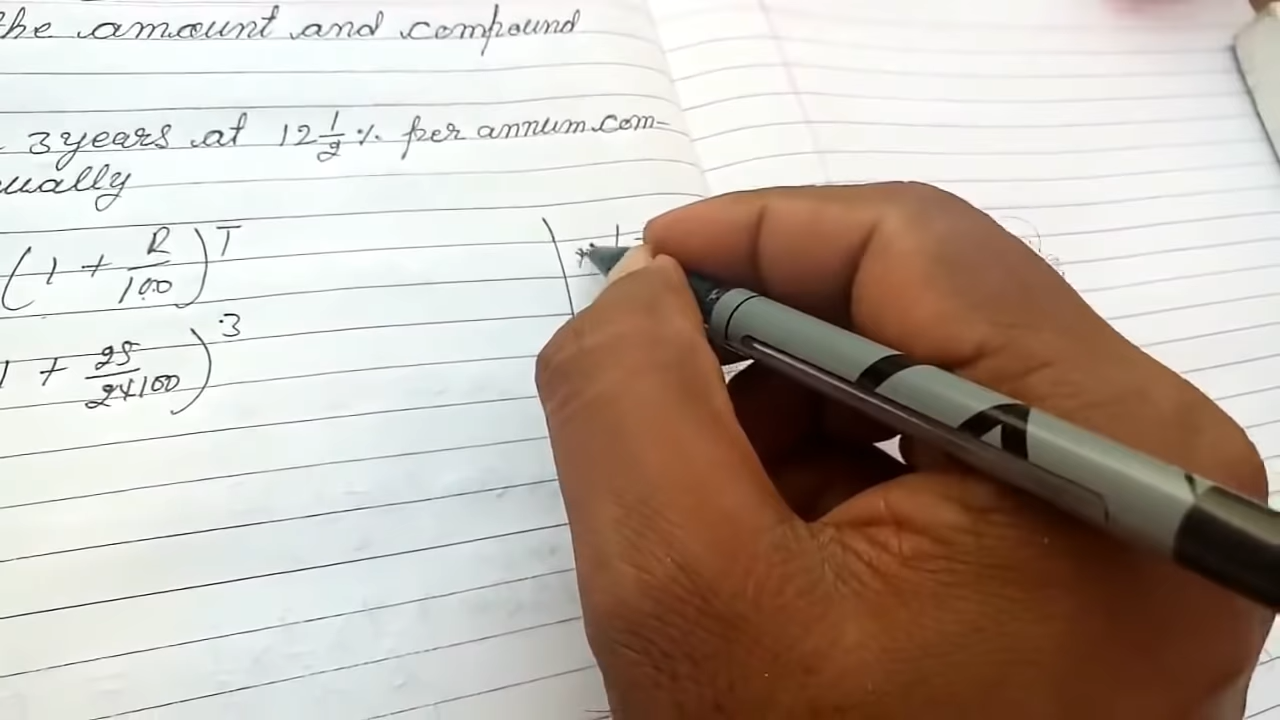 the amount and compound
3 years at 12 1/2 % per annum com-
ually
(1 + R/100)^T
1 + 25/2×100)^3